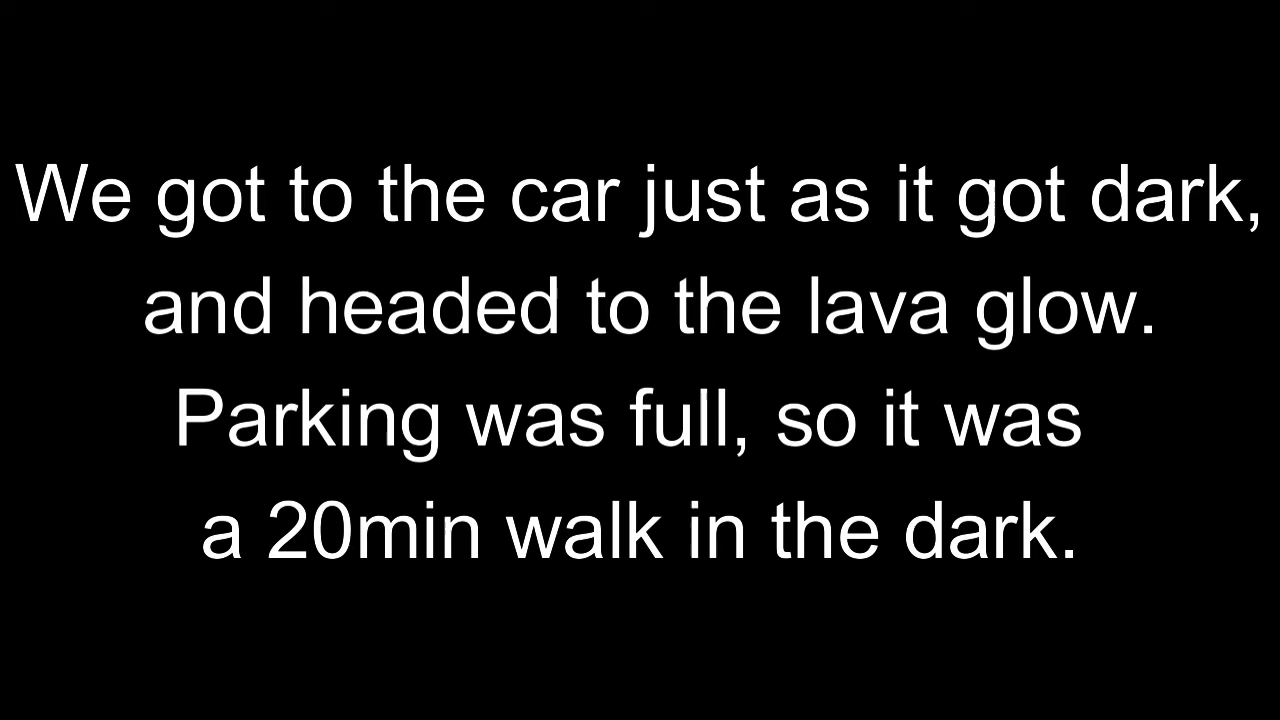 We got to the car just as it got dark,
and headed to the lava glow.
Parking was full, so it was
a 20min walk in the dark.